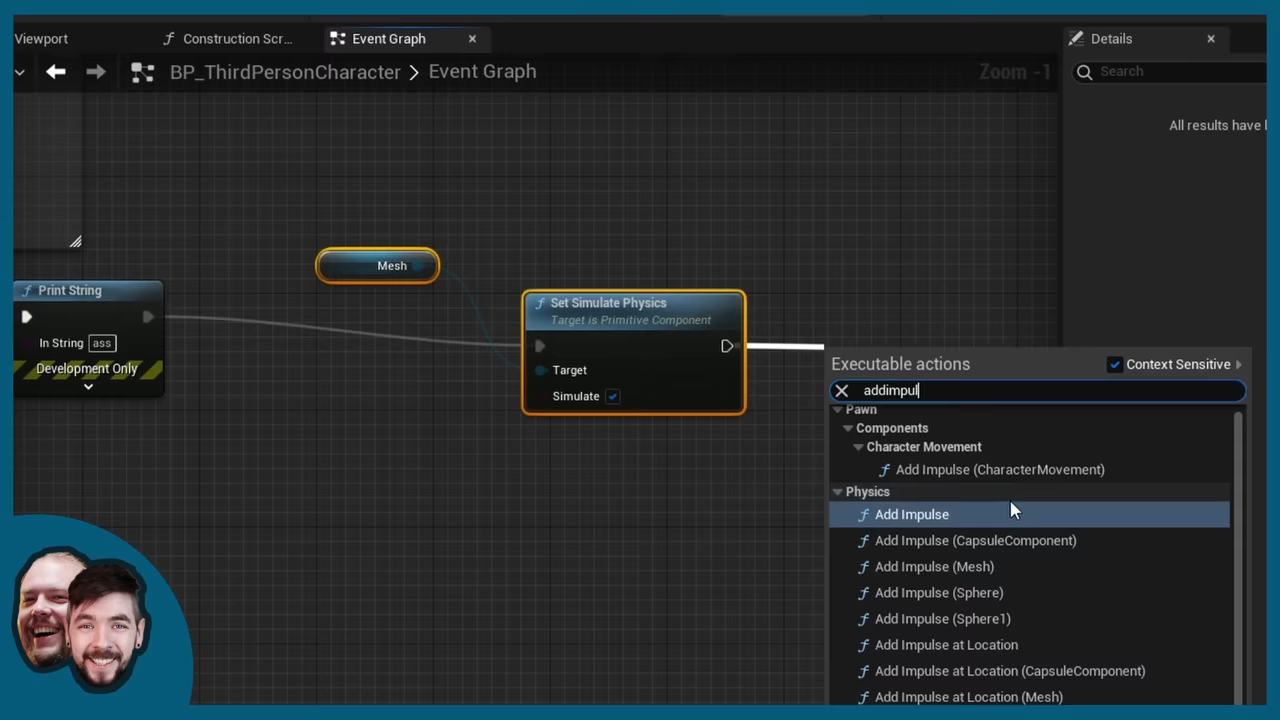 Viewport
Construction Scr...
Event Graph
Details
BP_ThirdPersonCharacter > Event Graph
Zoom -1
Search
All results have
Mesh
Print String
In String ass
Development Only
Set Simulate Physics
Target is Primitive Component
Target
Simulate
Executable actions
Context Sensitive
addimpul
Pawn
Components
Character Movement
Add Impulse (CharacterMovement)
Physics
Add Impulse
Add Impulse (CapsuleComponent)
Add Impulse (Mesh)
Add Impulse (Sphere)
Add Impulse (Sphere1)
Add Impulse at Location
Add Impulse at Location (CapsuleComponent)
Add Impulse at Location (Mesh)